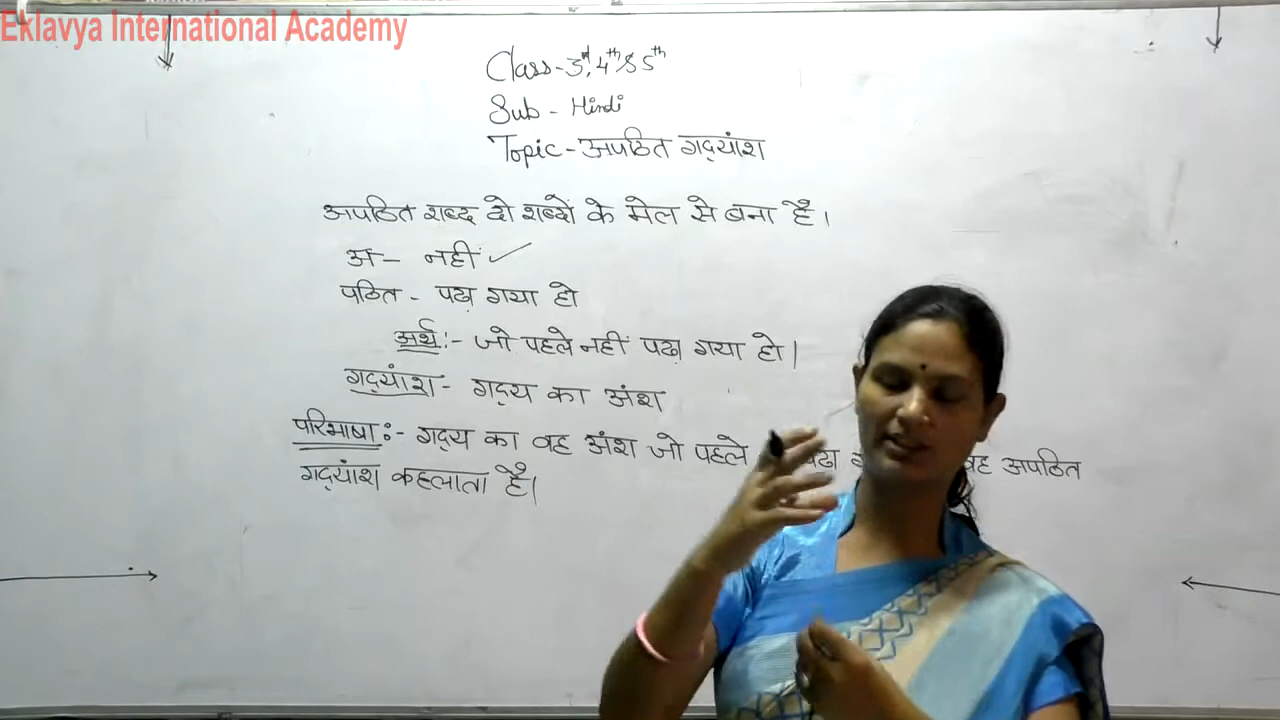 Eklavya International Academy
Class-3rd, 4th & 5th
Sub - Hindi
Topic - अपठित गद्यांश
अपठित शब्द दो शब्दों के मेल से बना है।
अ - नहीं ✓
पठित - पढा गया हो
अर्थ :- जो पहले नहीं पढा गया हो।
गद्यांश - गद्य का अंश
परिभाषा :- गद्य का वह अंश जो पहले पढा वह अपठित
गद्यांश कहलाता है।